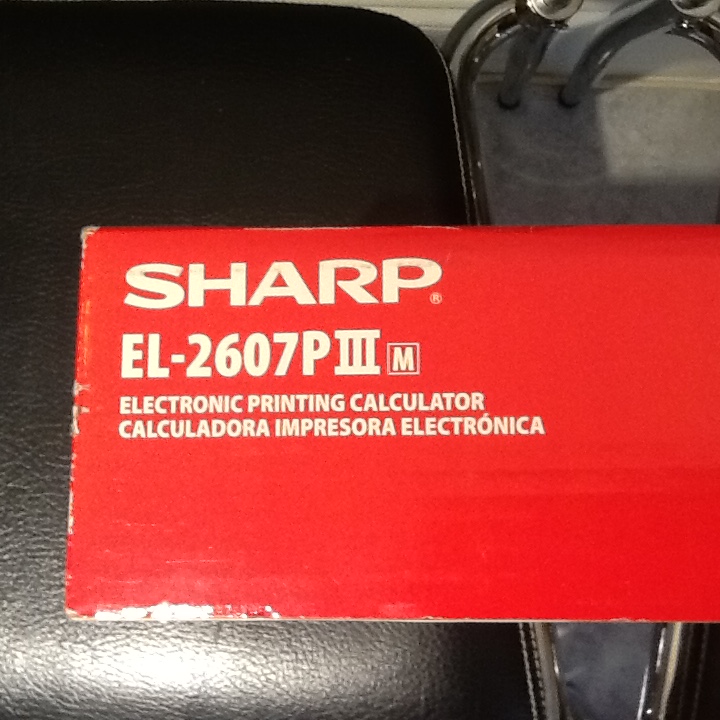 SHARP®
EL-2607PIII M
ELECTRONIC PRINTING CALCULATOR
CALCULADORA IMPRESORA ELECTRÓNICA